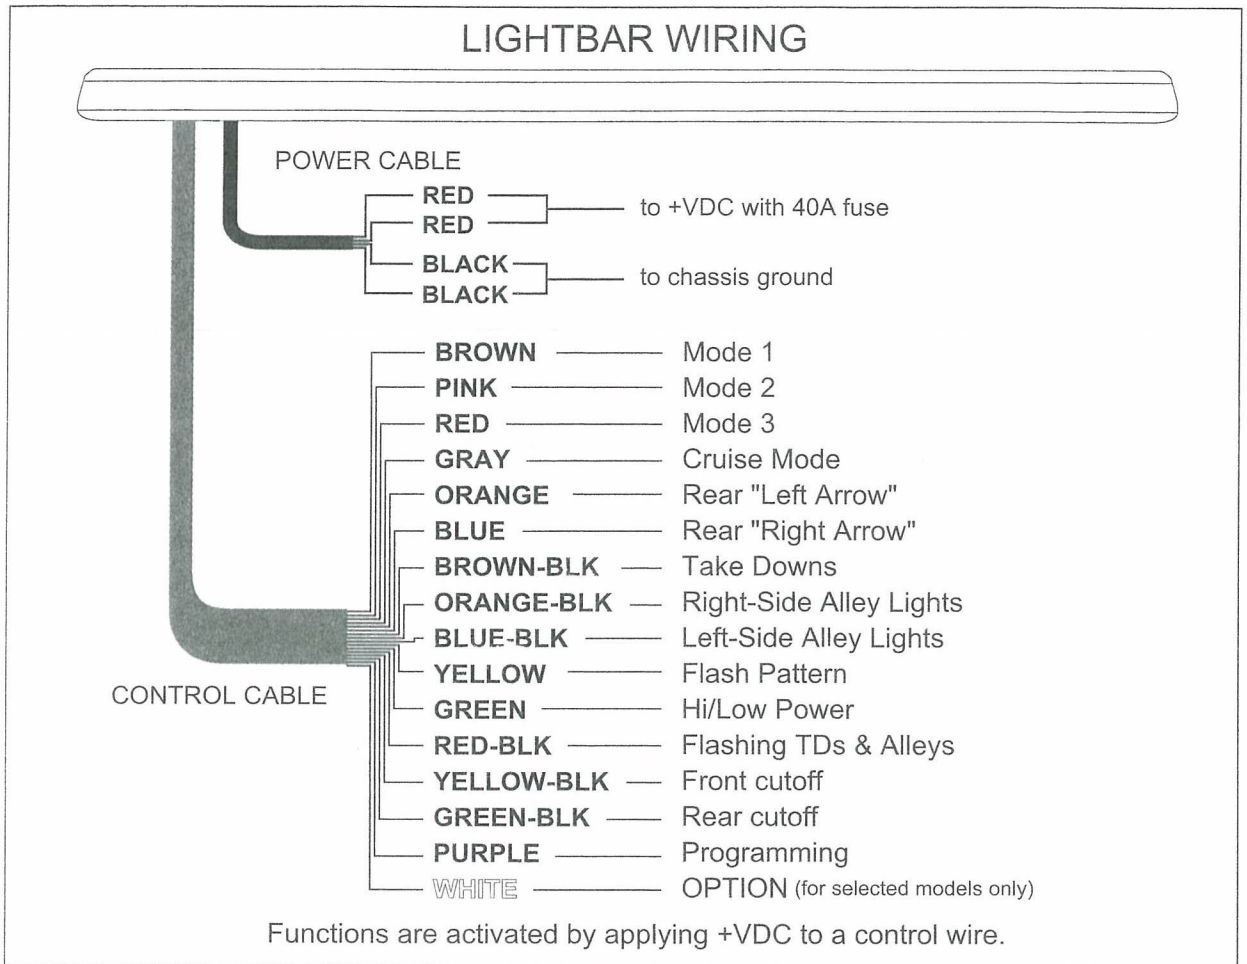 LIGHTBAR WIRING
POWER CABLE
RED
RED
to +VDC with 40A fuse
BLACK
BLACK
to chassis ground
BROWN Mode 1
PINK Mode 2
RED Mode 3
GRAY Cruise Mode
ORANGE Rear "Left Arrow"
BLUE Rear "Right Arrow"
BROWN-BLK Take Downs
ORANGE-BLK Right-Side Alley Lights
BLUE-BLK Left-Side Alley Lights
YELLOW Flash Pattern
CONTROL CABLE
GREEN Hi/Low Power
RED-BLK Flashing TDs & Alleys
YELLOW-BLK Front cutoff
GREEN-BLK Rear cutoff
PURPLE Programming
WHITE OPTION (for selected models only)
Functions are activated by applying +VDC to a control wire.